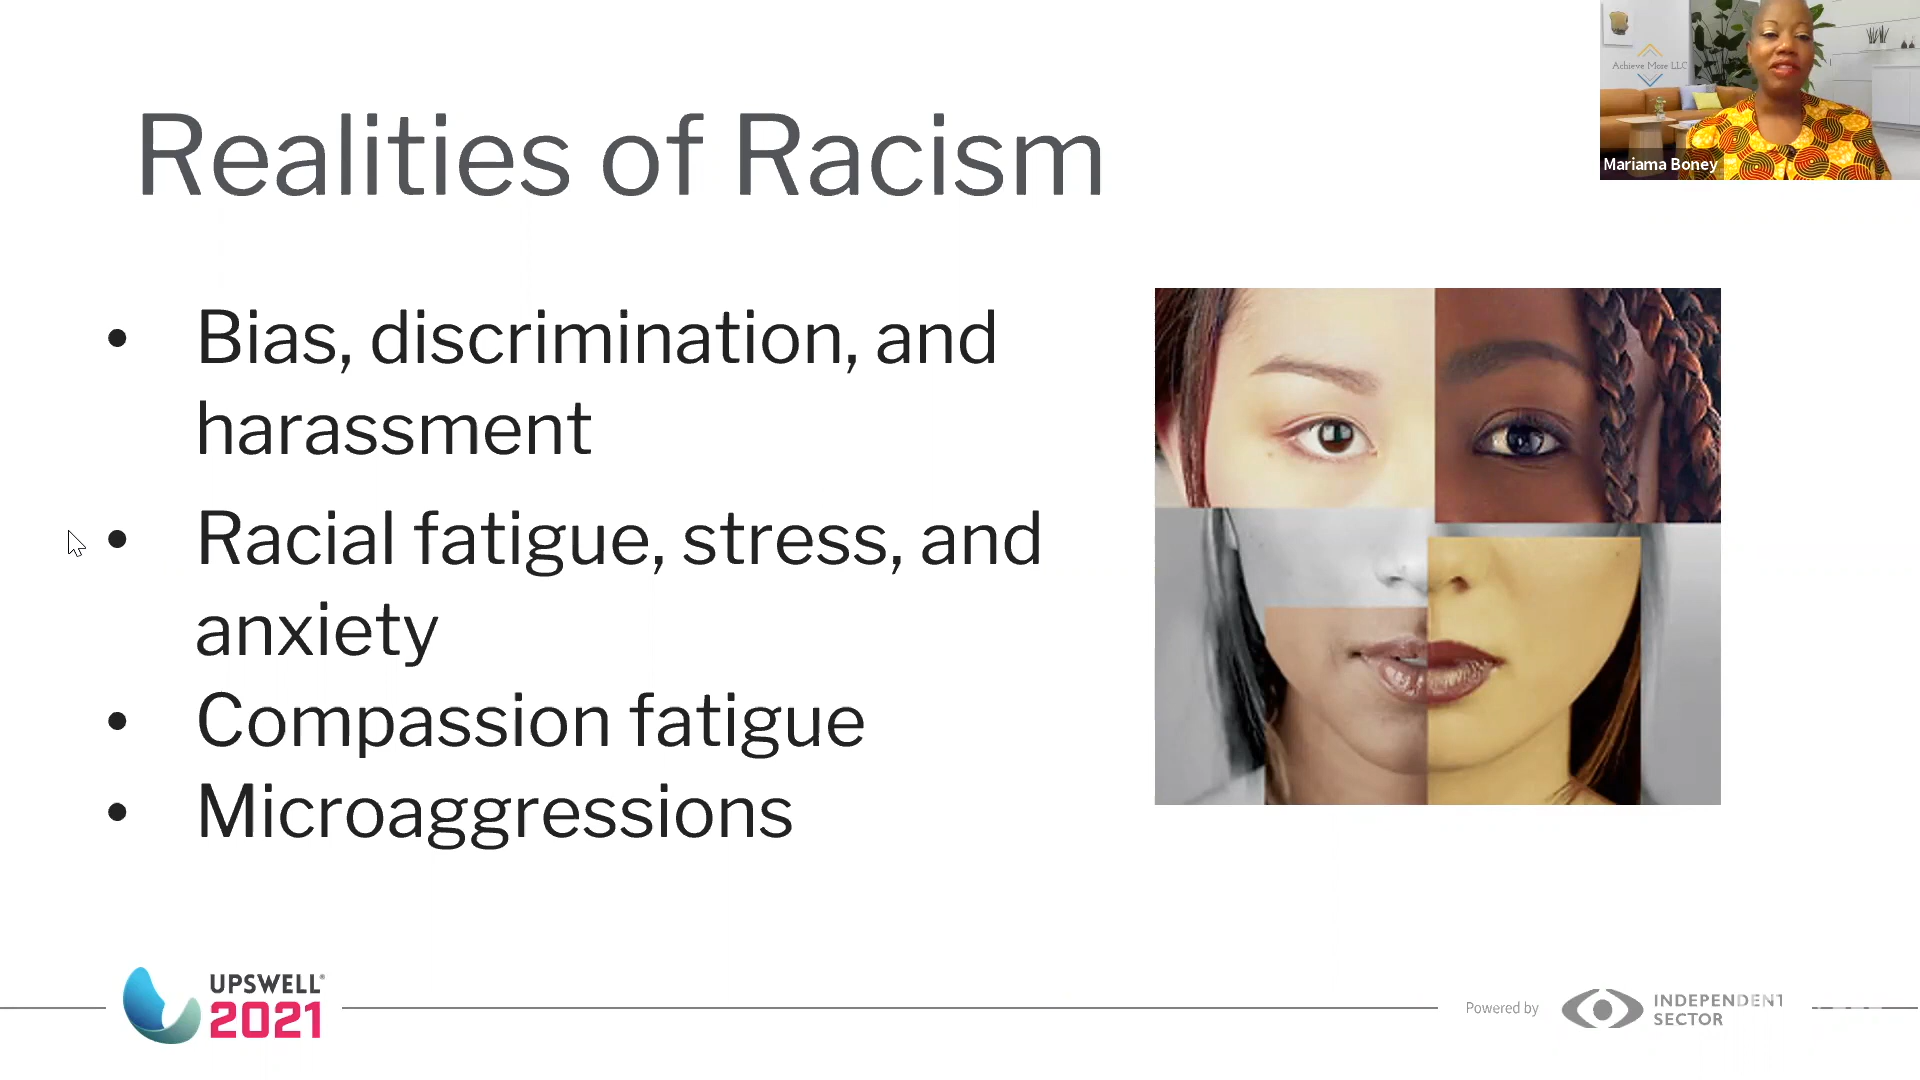 Achieve More LLC
Mariama Boney
Realities of Racism
• Bias, discrimination, and
harassment
• Racial fatigue, stress, and
anxiety
• Compassion fatigue
• Microaggressions
UPSWELL®
2021
Powered by
INDEPENDENT
SECTOR